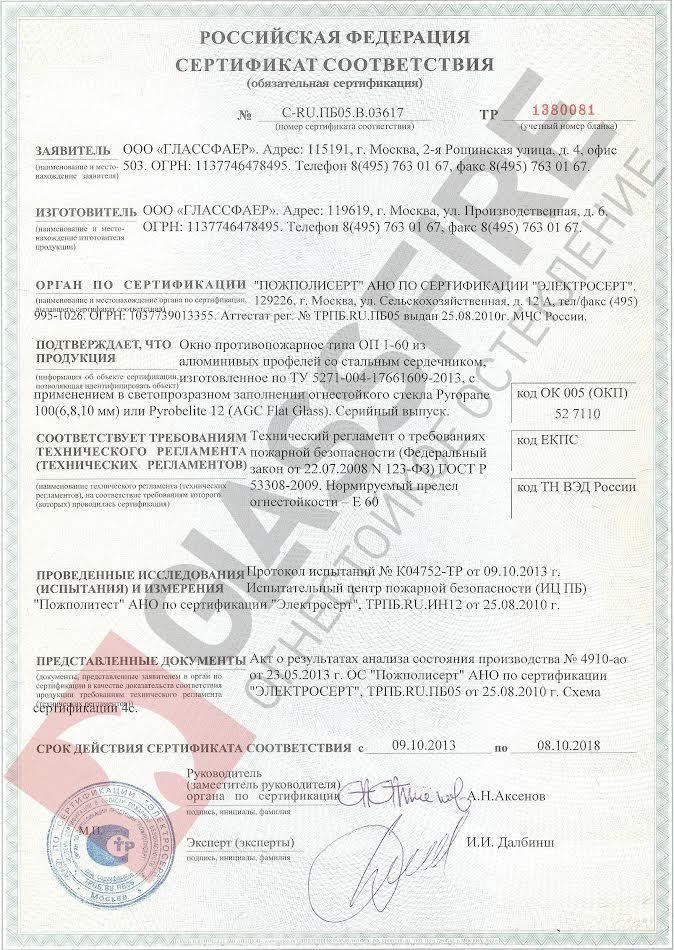 РОССИЙСКАЯ ФЕДЕРАЦИЯ
СЕРТИФИКАТ СООТВЕТСТВИЯ
(обязательная сертификация)
№ C-RU.ПБ05.В.03617 ТР 1380081
(номер сертификата соответствия) (учетный номер бланка)
ЗАЯВИТЕЛЬ ООО «ГЛАССФАЕР». Адрес: 115191, г. Москва, 2-я Рощинская улица, д. 4, офис
(наименование и место- 503. ОГРН: 1137746478495. Телефон 8(495) 763 01 67, факс 8(495) 763 01 67.
нахождение заявителя)
ИЗГОТОВИТЕЛЬ ООО «ГЛАССФАЕР». Адрес: 119619, г. Москва, ул. Производственная, д. 6.
(наименование и место- ОГРН: 1137746478495. Телефон 8(495) 763 01 67, факс 8(495) 763 01 67.
нахождение изготовителя
продукции)
ОРГАН ПО СЕРТИФИКАЦИИ "ПОЖПОЛИСЕРТ" АНО ПО СЕРТИФИКАЦИИ "ЭЛЕКТРОСЕРТ".
(наименование и местонахождение органа по сертификации, 129226, г. Москва, ул. Сельскохозяйственная, д. 12 А, тел/факс (495)
выдавшего сертификат соответствия)
995-1026. ОГРН: 1037739013355. Аттестат рег. № ТРПБ.RU.ПБ05 выдан 25.08.2010г. МЧС России.
ПОДТВЕРЖДАЕТ, ЧТО Окно противопожарное типа ОП 1-60 из
ПРОДУКЦИЯ алюминивых профелей со стальным сердечником,
(информация об объекте сертификации, изготовленное по ТУ 5271-004-17661609-2013, с
позволяющая идентифицировать объект)
применением в светопрозразном заполнении огнестойкого стекла Pyropane код ОК 005 (ОКП)
100(6,8,10 мм) или Pyrobelite 12 (AGC Flat Glass). Серийный выпуск. 52 7110
СООТВЕТСТВУЕТ ТРЕБОВАНИЯМ Технический регламент о требованиях код ЕКПС
ТЕХНИЧЕСКОГО РЕГЛАМЕНТА пожарной безопасности (Федеральный
(ТЕХНИЧЕСКИХ РЕГЛАМЕНТОВ) закон от 22.07.2008 N 123-ФЗ) ГОСТ Р
(наименование технического регламента (технических 53308-2009. Нормируемый предел код ТН ВЭД России
регламентов), на соответствие требованиям которого огнестойкости – Е 60
(которых) проводилась сертификация)
ПРОВЕДЕННЫЕ ИССЛЕДОВАНИЯ Протокол испытаний № К04752-ТР от 09.10.2013 г.
(ИСПЫТАНИЯ) И ИЗМЕРЕНИЯ Испытательный центр пожарной безопасности (ИЦ ПБ)
"Пожполитест" АНО по сертификации "Электросерт", ТРПБ.RU.ИН12 от 25.08.2010 г.
ПРЕДСТАВЛЕННЫЕ ДОКУМЕНТЫ Акт о результатах анализа состояния производства № 4910-ао
(документы, представленные заявителем в орган по от 23.05.2013 г. ОС "Пожполисерт" АНО по сертификации
сертификации в качестве доказательств соответствия "ЭЛЕКТРОСЕРТ", ТРПБ.RU.ПБ05 от 25.08.2010 г. Схема
продукции требованиям технического регламента
(технических регламентов))
сертификации 4с.
СРОК ДЕЙСТВИЯ СЕРТИФИКАТА СООТВЕТСТВИЯ с 09.10.2013 по 08.10.2018
Руководитель
(заместитель руководителя)
органа по сертификации А.Н.Аксенов
подпись, инициалы, фамилия
М.П.
Эксперт (эксперты) И.И. Далбинш
подпись, инициалы, фамилия
GLASSFIRE
ОГНЕСТОЙКОЕ ОСТЕКЛЕНИЕ
ТРПБ.RU.ПБ05
МОСКВА